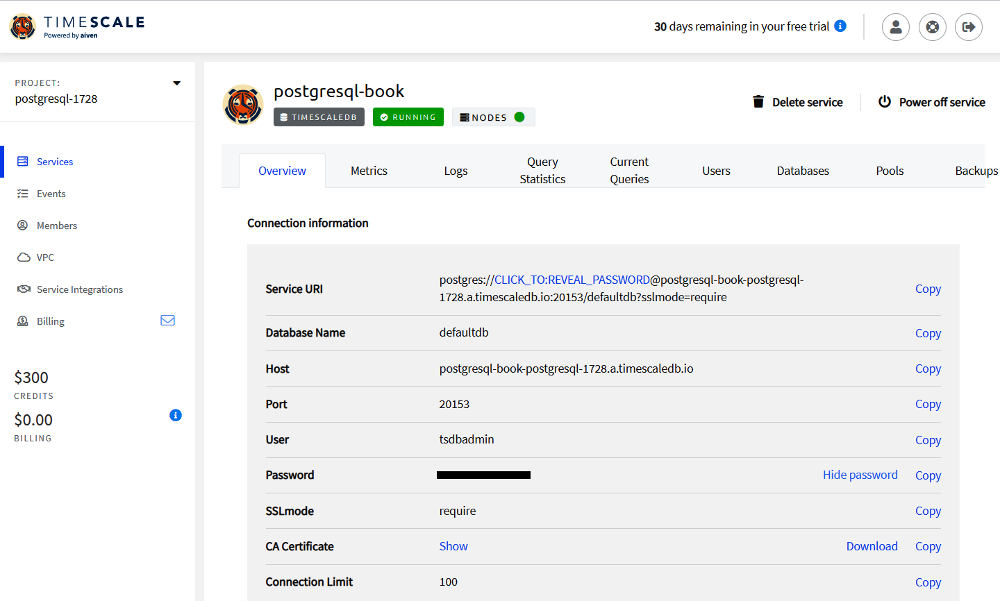 TIMESCALE
Powered by aiven
30 days remaining in your free trial
PROJECT:
postgresql-1728
Services
Events
Members
VPC
Service Integrations
Billing
$300
CREDITS
$0.00
BILLING
postgresql-book
TIMESCALEDB
RUNNING
NODES
Delete service
Power off service
Overview
Metrics
Logs
Query
Statistics
Current
Queries
Users
Databases
Pools
Backups
Connection information
Service URI
postgres://CLICK_TO:REVEAL_PASSWORD@postgresql-book-postgresql-
1728.a.timescaledb.io:20153/defaultdb?sslmode=require
Copy
Database Name defaultdb Copy
Host postgresql-book-postgresql-1728.a.timescaledb.io Copy
Port 20153 Copy
User tsdbadmin Copy
Password Hide password Copy
SSLmode require Copy
CA Certificate Show Download Copy
Connection Limit 100 Copy